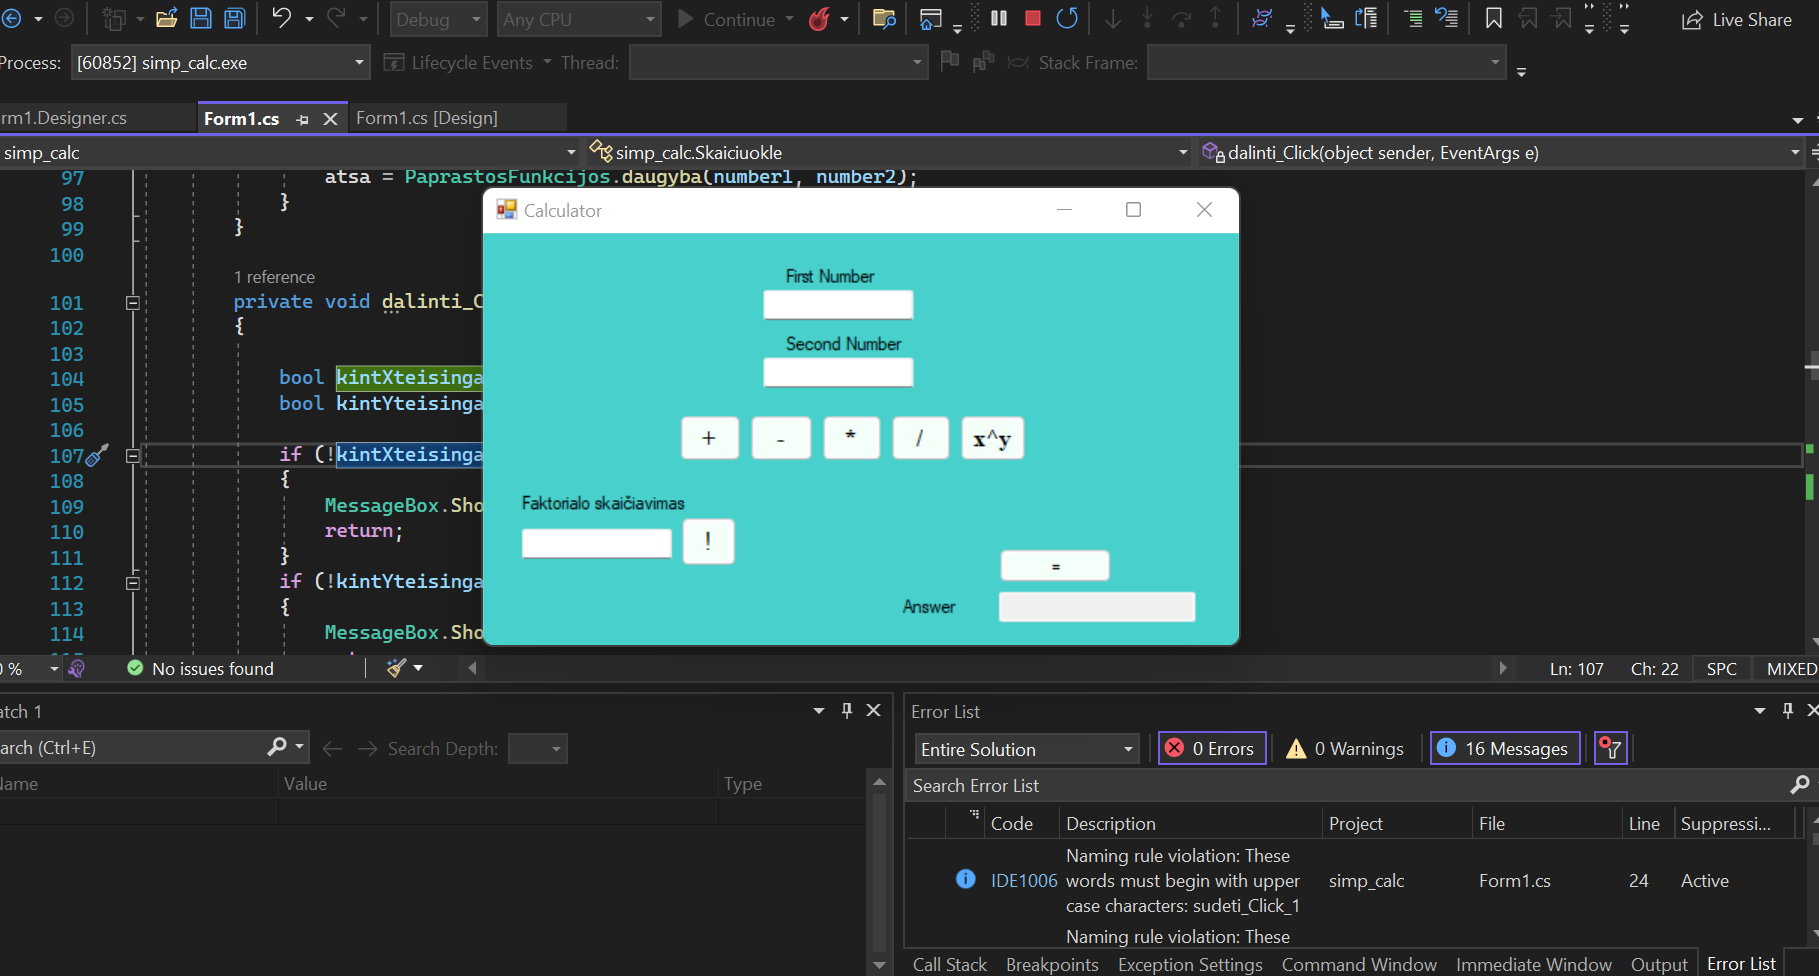 Debug
Any CPU
Continue
Live Share
Process:
[60852] simp_calc.exe
Lifecycle Events
Thread:
Stack Frame:
rm1.Designer.cs
Form1.cs
Form1.cs [Design]
simp_calc
simp_calc.Skaiciuokle
dalinti_Click(object sender, EventArgs e)
97 atsa = PaprastosFunkcijos.daugyba(number1, number2);
98 }
99 }
100
1 reference
101 private void dalinti_C
102 {
103
104 bool kintXteisinga
105 bool kintYteisinga
106
107 if (!kintXteisinga
108 {
109 MessageBox.Sho
110 return;
111 }
112 if (!kintYteisinga
113 {
114 MessageBox.Sho
Calculator
First Number
Second Number
+ - * / x^y
Faktorialo skaičiavimas
!
=
Answer
%
No issues found
Ln: 107 Ch: 22 SPC MIXED
atch 1
arch (Ctrl+E)
Search Depth:
ame Value Type
Error List
Entire Solution
0 Errors
0 Warnings
16 Messages
Search Error List
Code Description Project File Line Suppressi...
IDE1006 Naming rule violation: These
words must begin with upper
case characters: sudeti_Click_1
simp_calc Form1.cs 24 Active
Naming rule violation: These
Call Stack Breakpoints Exception Settings Command Window Immediate Window Output Error List